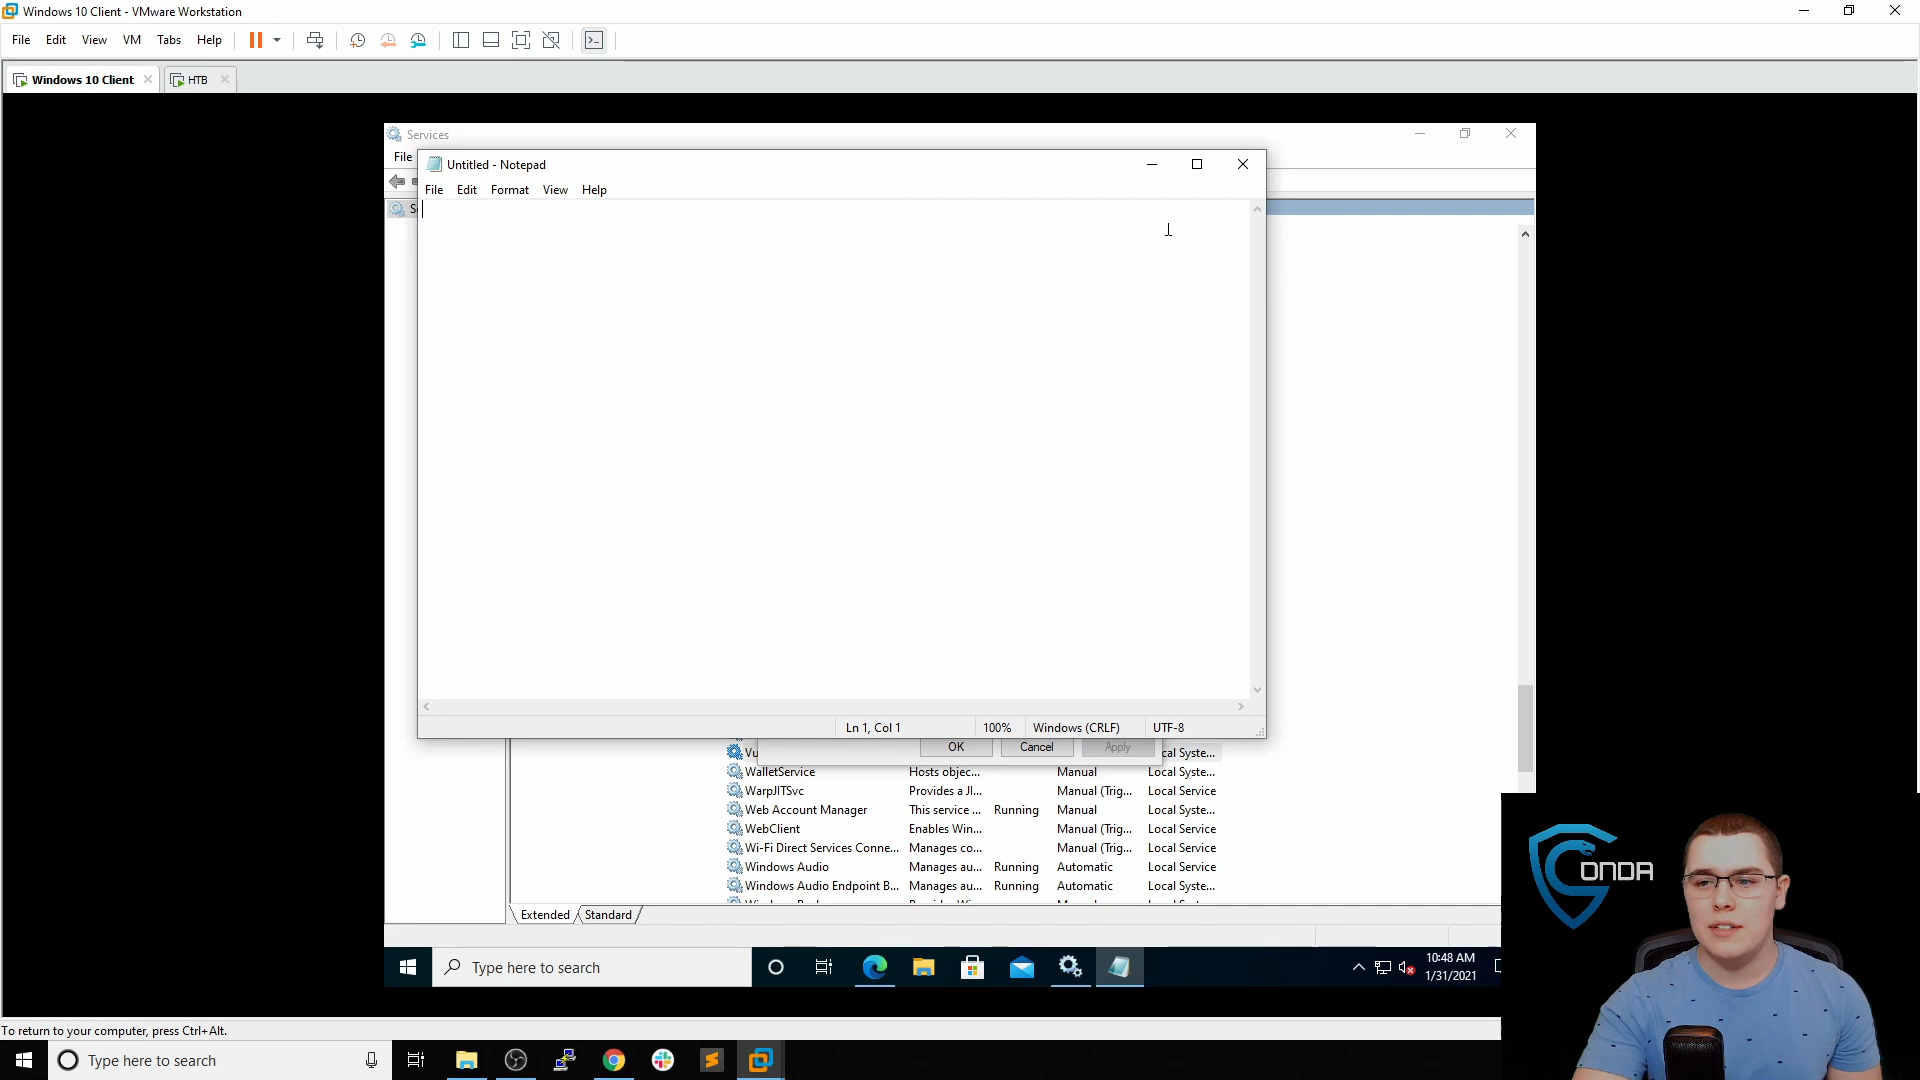 Windows 10 Client - VMware Workstation
File Edit View VM Tabs Help
Windows 10 Client HTB
Services
File
Untitled - Notepad
File Edit Format View Help
Ln 1, Col 1 100% Windows (CRLF) UTF-8
OK Cancel Apply
Vu cal Syste...
WalletService Hosts objec... Manual Local Syste...
WarpJITSvc Provides a JI... Manual (Trig... Local Service
Web Account Manager This service ... Running Manual Local Syste...
WebClient Enables Win... Manual (Trig... Local Service
Wi-Fi Direct Services Conne... Manages co... Manual (Trig... Local Service
Windows Audio Manages au... Running Automatic Local Service
Windows Audio Endpoint B... Manages au... Running Automatic Local Syste...
Extended Standard
CONDA
Type here to search
10:48 AM
1/31/2021
To return to your computer, press Ctrl+Alt.
Type here to search